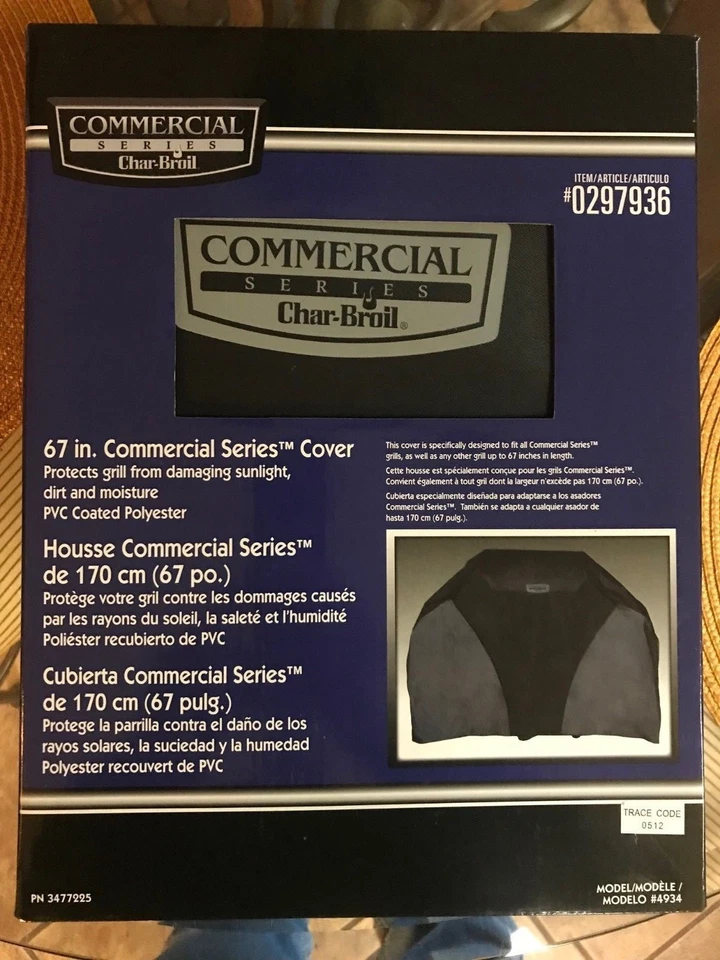 COMMERCIAL
SERIES
Char-Broil
ITEM/ARTICLE/ARTICULO
#0297936
COMMERCIAL
SERIES
Char-Broil®
67 in. Commercial Series™ Cover
Protects grill from damaging sunlight,
dirt and moisture
PVC Coated Polyester
Housse Commercial Series™
de 170 cm (67 po.)
Protège votre gril contre les dommages causés
par les rayons du soleil, la saleté et l'humidité
Poliéster recubierto de PVC
Cubierta Commercial Series™
de 170 cm (67 pulg.)
Protege la parrilla contra el daño de los
rayos solares, la suciedad y la humedad
Polyester recouvert de PVC
This cover is specifically designed to fit all Commercial Series™
grills, as well as any other grill up to 67 inches in length.
Cette housse est spécialement conçue pour les grils Commercial Series™.
Convient également à tout gril dont la largeur n'excède pas 170 cm (67 po.).
Cubierta especialmente diseñada para adaptarse a los asadores
Commercial Series™. También se adapta a cualquier asador de
hasta 170 cm (67 pulg.).
TRACE CODE
0512
PN 3477225
MODEL/MODÈLE /
MODELO #4934